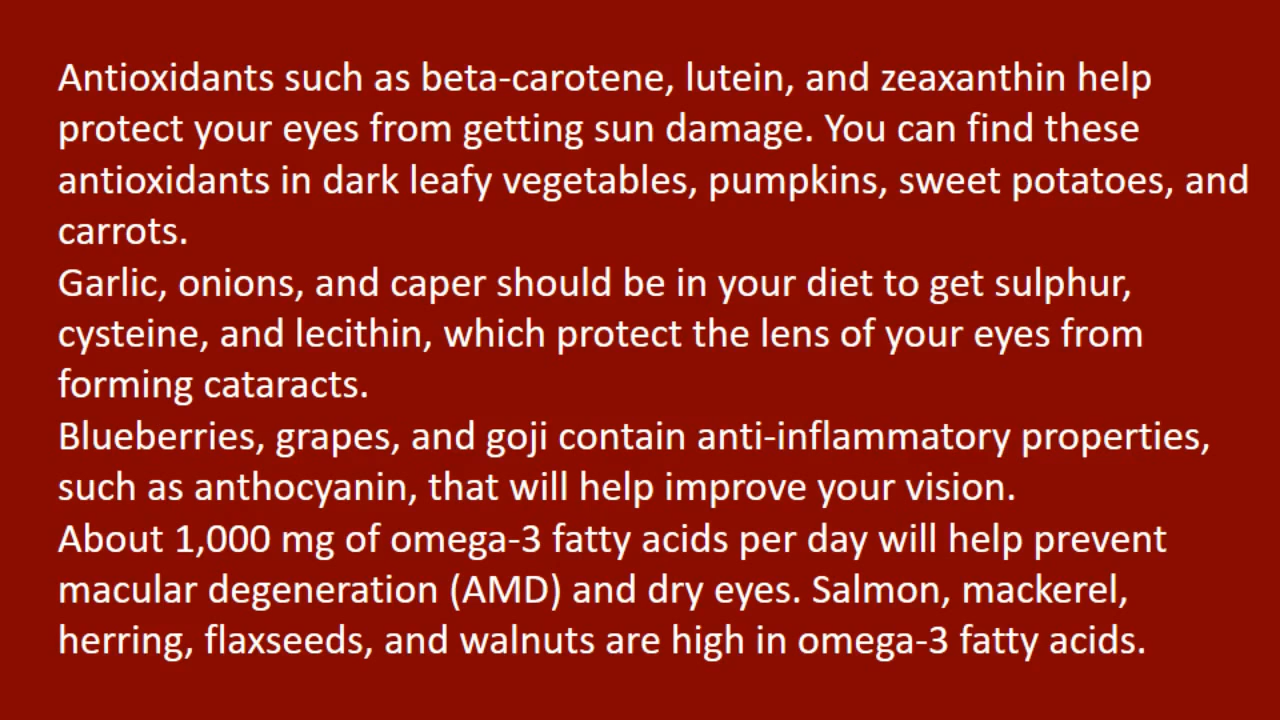 Antioxidants such as beta-carotene, lutein, and zeaxanthin help
protect your eyes from getting sun damage. You can find these
antioxidants in dark leafy vegetables, pumpkins, sweet potatoes, and
carrots.
Garlic, onions, and caper should be in your diet to get sulphur,
cysteine, and lecithin, which protect the lens of your eyes from
forming cataracts.
Blueberries, grapes, and goji contain anti-inflammatory properties,
such as anthocyanin, that will help improve your vision.
About 1,000 mg of omega-3 fatty acids per day will help prevent
macular degeneration (AMD) and dry eyes. Salmon, mackerel,
herring, flaxseeds, and walnuts are high in omega-3 fatty acids.